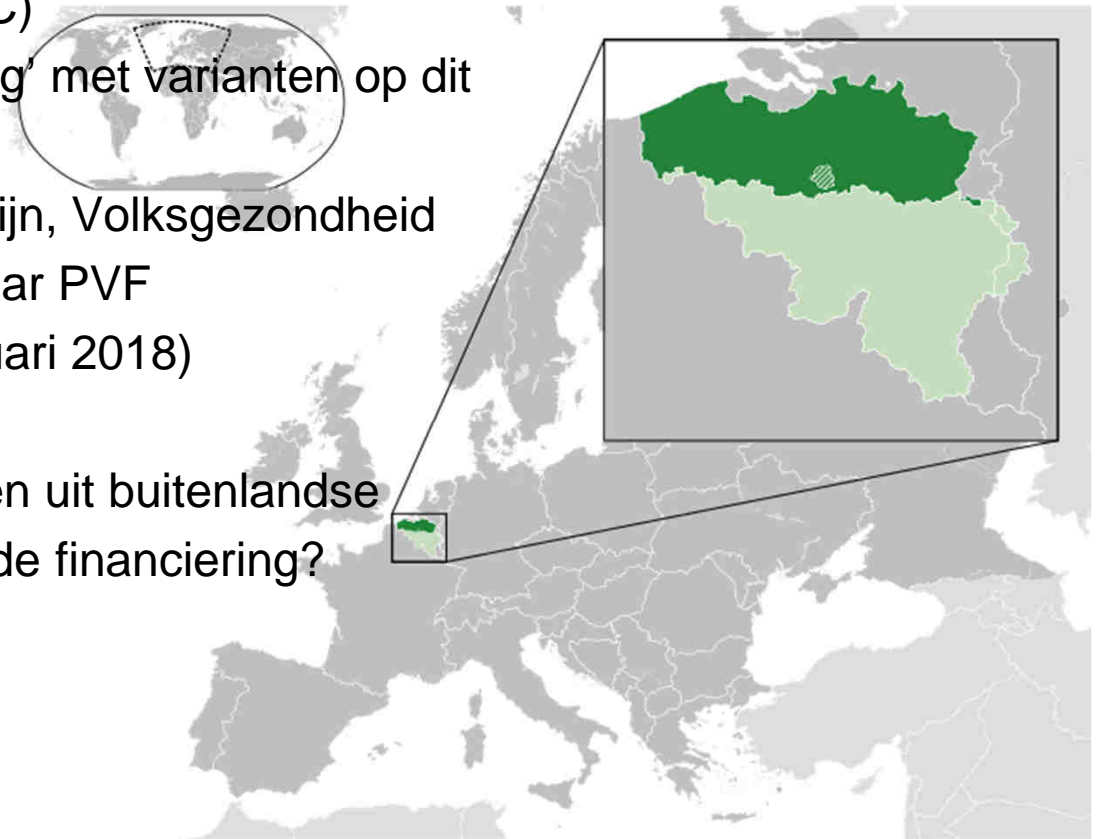 C)
g’ met varianten op dit
ijn, Volksgezondheid
ar PVF
uari 2018)
en uit buitenlandse
de financiering?